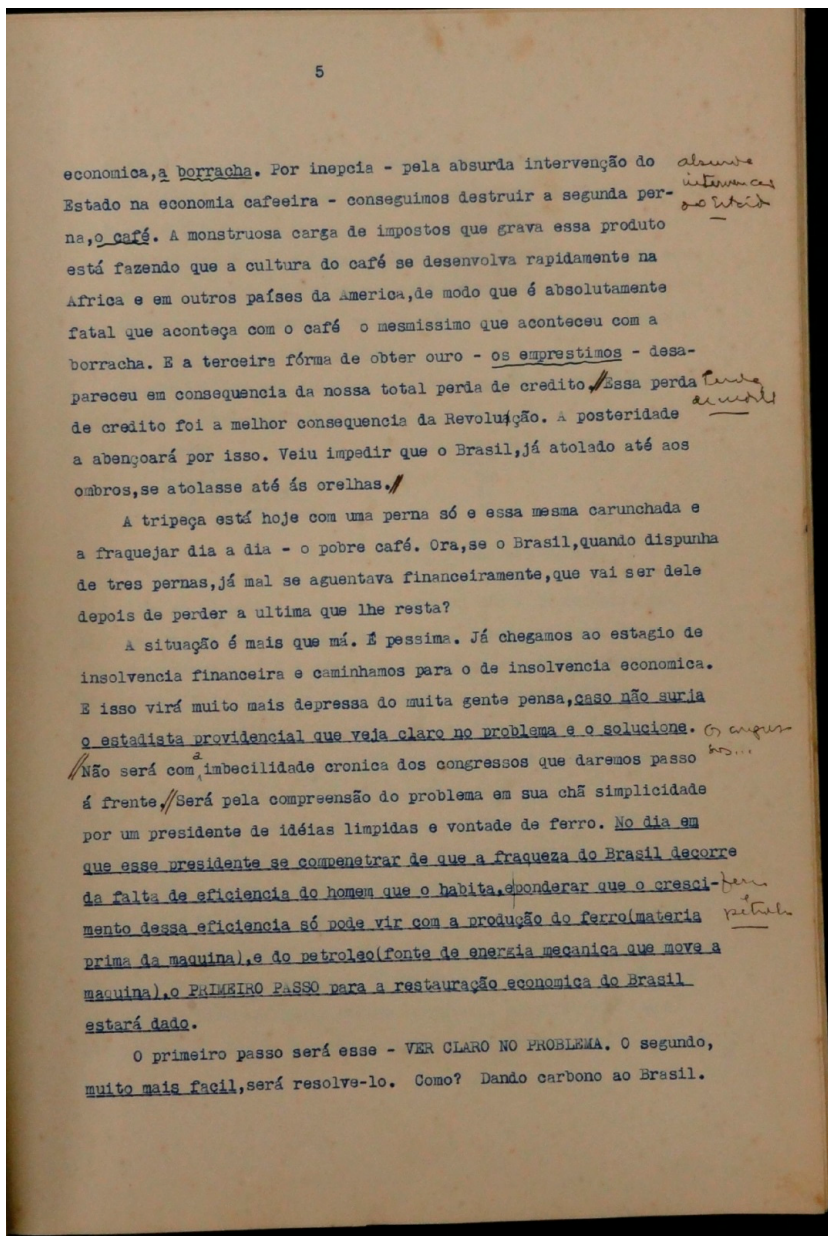 5
economica,a borracha. Por inepcia - pela absurda intervenção do
absurda
intervenção
do Estado
Estado na economia cafeeira - conseguimos destruir a segunda per-
na,o café. A monstruosa carga de impostos que grava essa produto
está fazendo que a cultura do café se desenvolva rapidamente na
Africa e em outros países da America,de modo que é absolutamente
fatal que aconteça com o café o mesmissimo que aconteceu com a
borracha. E a terceira fórma de obter ouro - os emprestimos - desa-
pareceu em consequencia da nossa total perda de credito.//Essa perda
Perda
de credito foi a melhor consequencia da Revolução. A posteridade
a abençoará por isso. Veiu impedir que o Brasil,já atolado até aos
ombros,se atolasse até ás orelhas.//
A tripeça está hoje com uma perna só e essa mesma carunchada e
a fraquejar dia a dia - o pobre café. Ora,se o Brasil,quando dispunha
de tres pernas,já mal se aguentava financeiramente,que vai ser dele
depois de perder a ultima que lhe resta?
A situação é mais que má. É pessima. Já chegamos ao estagio de
insolvencia financeira e caminhamos para o de insolvencia economica.
E isso virá muito mais depressa do muita gente pensa,caso não surja
o estadista providencial que veja claro no problema e o solucione.
Os congres
sos...
//Não será com a imbecilidade cronica dos congressos que daremos passo
á frente.//Será pela compreensão do problema em sua chã simplicidade
por um presidente de idéias limpidas e vontade de ferro. No dia em
que esse presidente se compenetrar de que a fraqueza do Brasil decorre
da falta de eficiencia do homem que o habita,e ponderar que o cresci-
ferro
e
petroleo
mento dessa eficiencia só pode vir com a produção do ferro(materia
prima da maquina),e do petroleo(fonte de energia mecanica que move a
maquina),o PRIMEIRO PASSO para a restauração economica do Brasil
estará dado.
O primeiro passo será esse - VER CLARO NO PROBLEMA. O segundo,
muito mais facil,será resolve-lo. Como? Dando carbono ao Brasil.